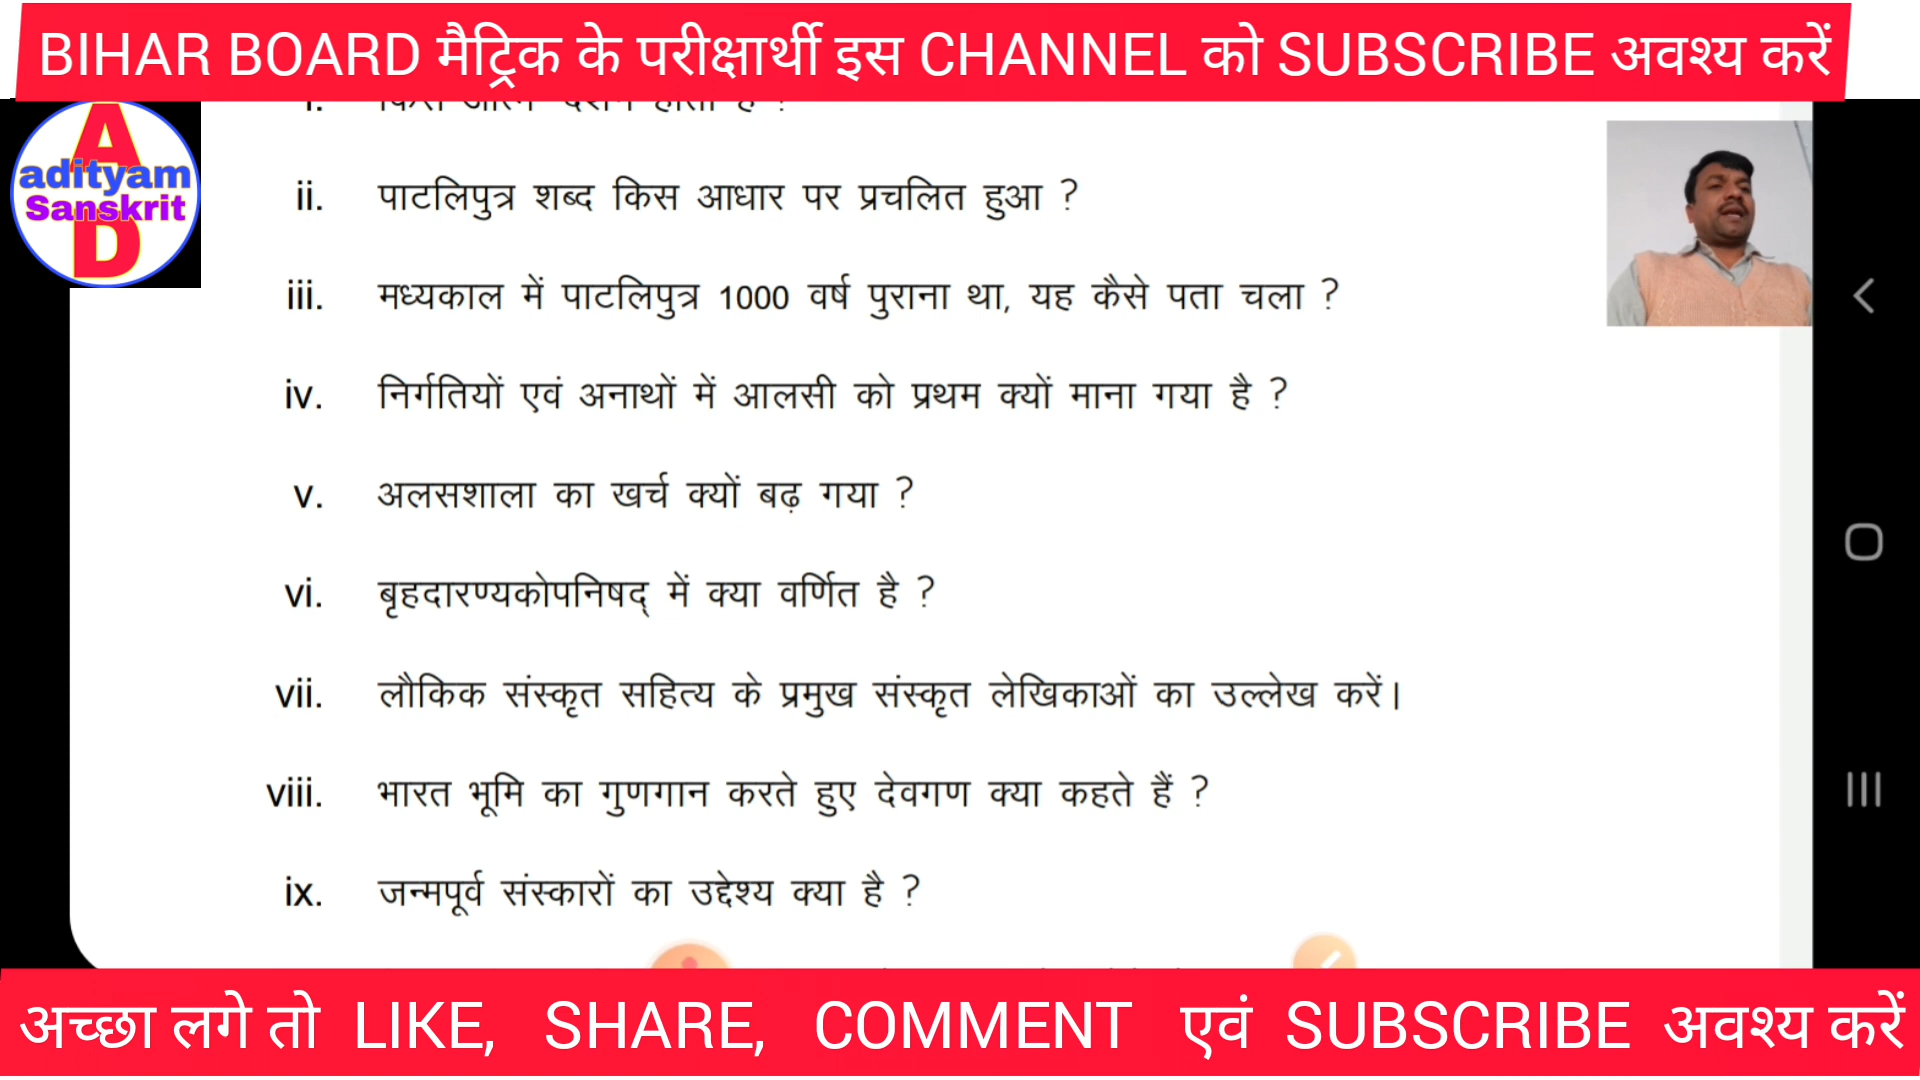 BIHAR BOARD मैट्रिक के परीक्षार्थी इस CHANNEL को SUBSCRIBE अवश्य करें
A
adityam
Sanskrit
D
ii. पाटलिपुत्र शब्द किस आधार पर प्रचलित हुआ ?
iii. मध्यकाल में पाटलिपुत्र 1000 वर्ष पुराना था, यह कैसे पता चला ?
iv. निर्गतियों एवं अनाथों में आलसी को प्रथम क्यों माना गया है ?
v. अलसशाला का खर्च क्यों बढ़ गया ?
vi. बृहदारण्यकोपनिषद् में क्या वर्णित है ?
vii. लौकिक संस्कृत सहित्य के प्रमुख संस्कृत लेखिकाओं का उल्लेख करें।
viii. भारत भूमि का गुणगान करते हुए देवगण क्या कहते हैं ?
ix. जन्मपूर्व संस्कारों का उद्देश्य क्या है ?
अच्छा लगे तो LIKE, SHARE, COMMENT एवं SUBSCRIBE अवश्य करें